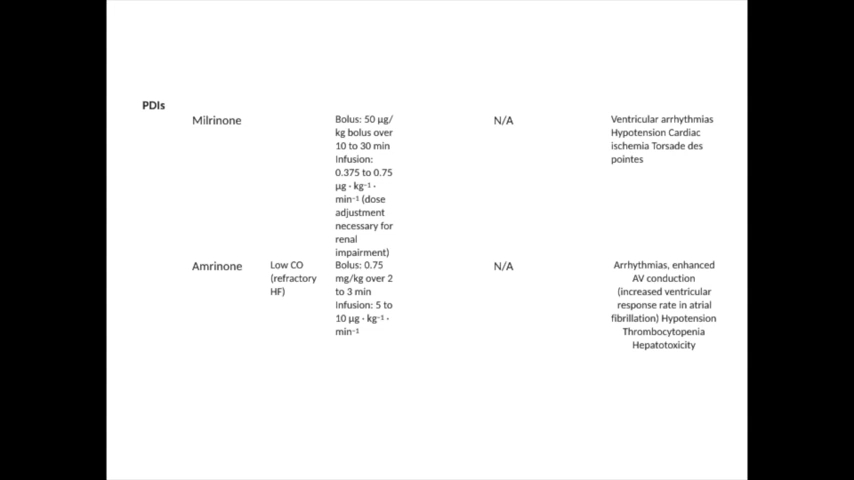 PDIs
Milrinone
Bolus: 50 µg/
kg bolus over
10 to 30 min
Infusion:
0.375 to 0.75
µg · kg⁻¹ ·
min⁻¹ (dose
adjustment
necessary for
renal
impairment)
N/A
Ventricular arrhythmias
Hypotension Cardiac
ischemia Torsade des
pointes
Amrinone
Low CO
(refractory
HF)
Bolus: 0.75
mg/kg over 2
to 3 min
Infusion: 5 to
10 µg · kg⁻¹ ·
min⁻¹
N/A
Arrhythmias, enhanced
AV conduction
(increased ventricular
response rate in atrial
fibrillation) Hypotension
Thrombocytopenia
Hepatotoxicity